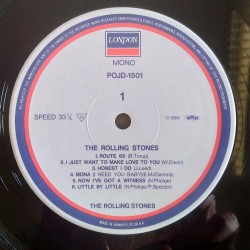 LONDON
MONO
POJD-1501
1
SPEED 33⅓
THE ROLLING STONES
1. ROUTE 66 (B.Troup)
2. I JUST WANT TO MAKE LOVE TO YOU (W.Dixon)
3. HONEST I DO (J.Reed)
4. MONA (I NEED YOU BABY)(E.McDaniels)
5. NOW I'VE GOT A WITNESS (N.Phelge)
6. LITTLE BY LITTLE (N.Phelge/P.Spector)
THE ROLLING STONES